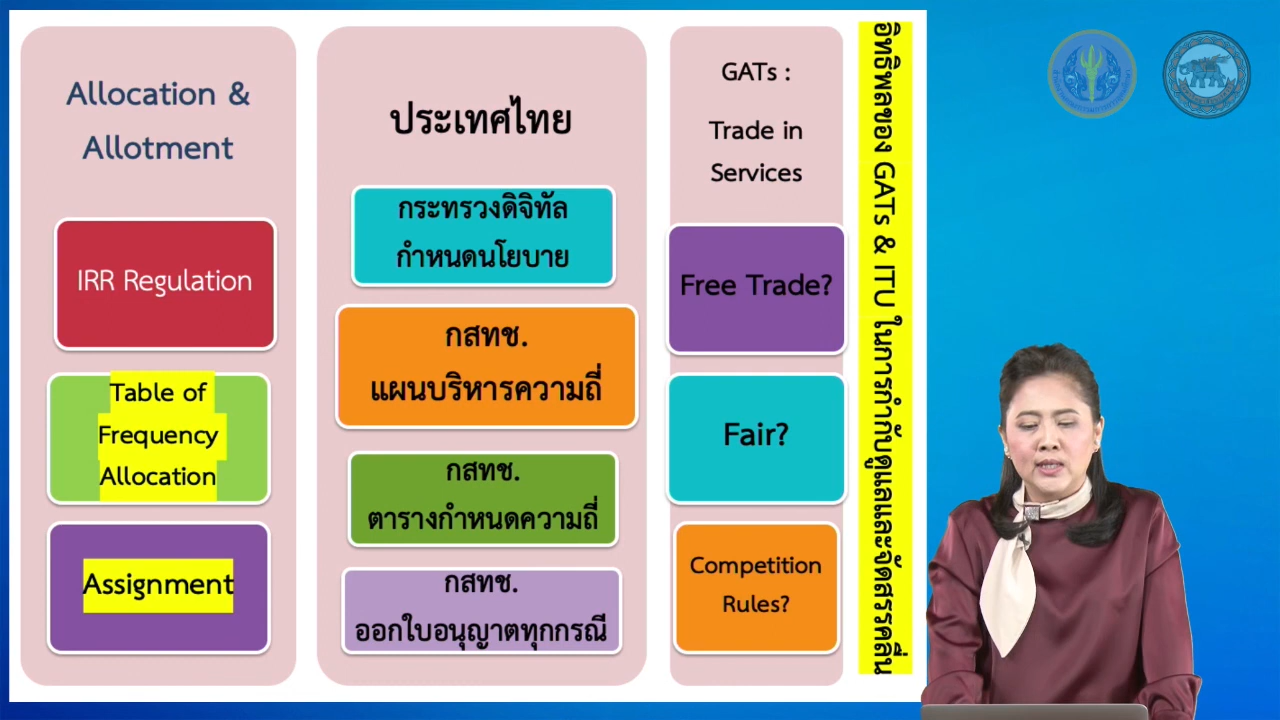 Allocation &
Allotment
IRR Regulation
Table of
Frequency
Allocation
Assignment
ประเทศไทย
กระทรวงดิจิทัล
กำหนดนโยบาย
กสทช.
แผนบริหารความถี่
กสทช.
ตารางกำหนดความถี่
กสทช.
ออกใบอนุญาตทุกกรณี
GATs :
Trade in
Services
Free Trade?
Fair?
Competition
Rules?
อิทธิพลของ GATs & ITU ในการกำกับดูแลและจัดสรรคลื่น